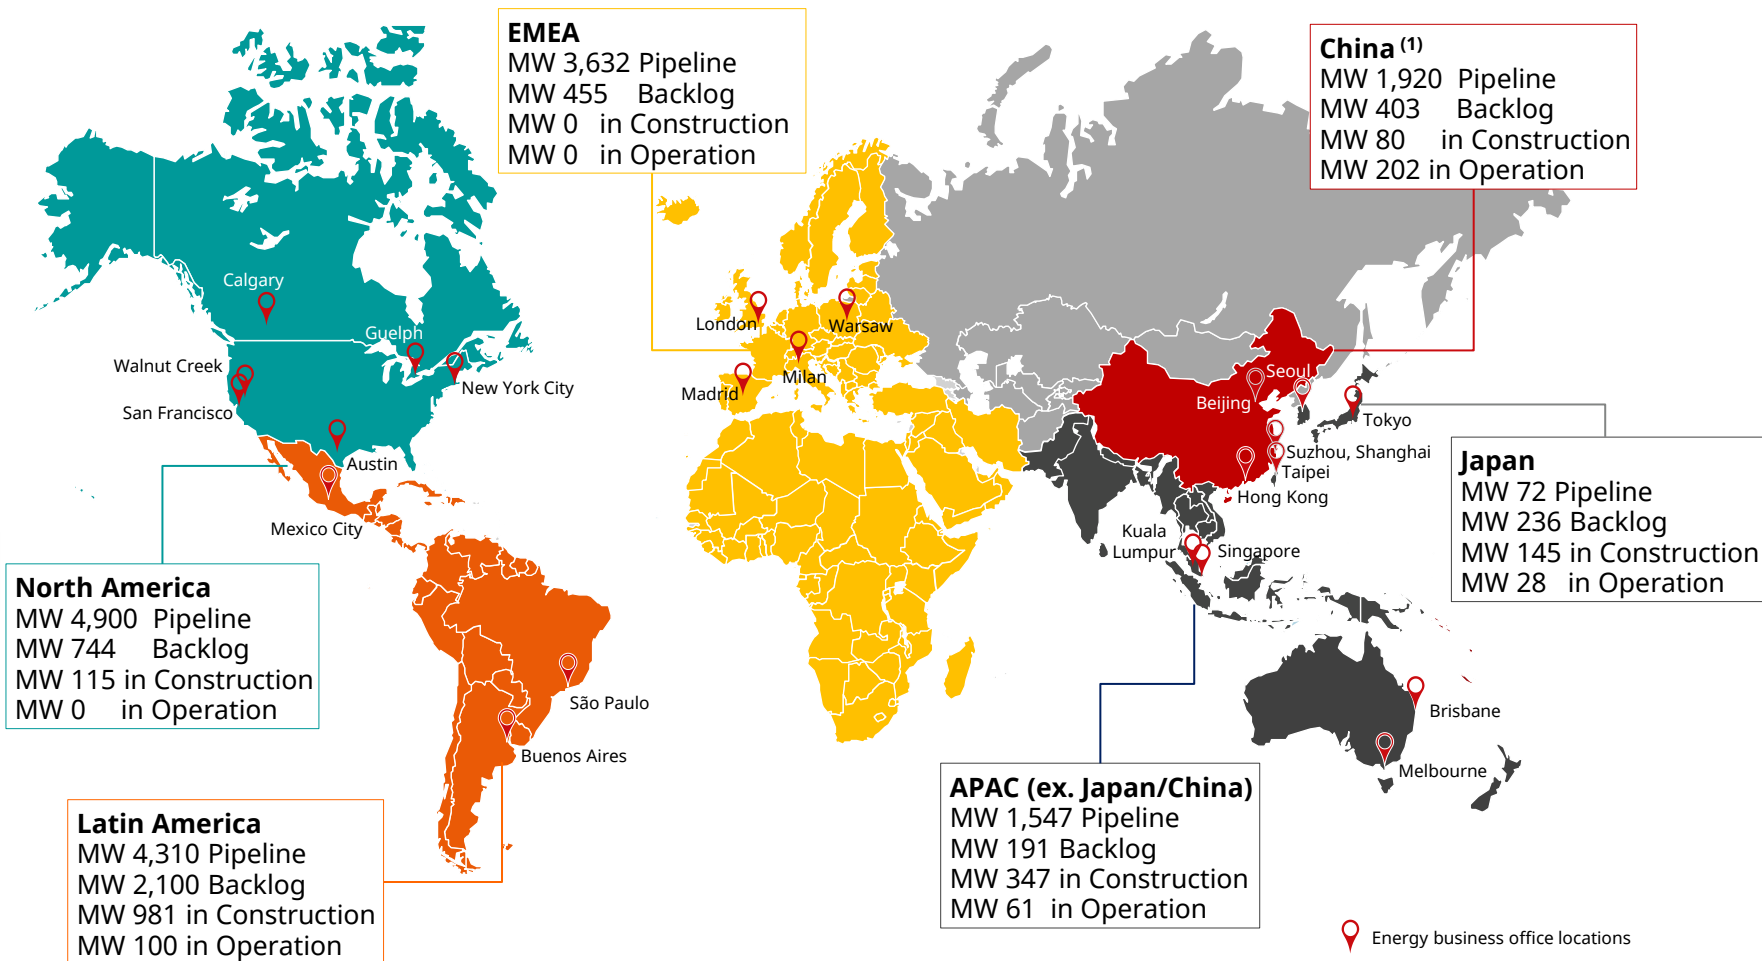 EMEA
MW 3,632 Pipeline
MW 455 Backlog
MW 0 in Construction
MW 0 in Operation
China (1)
MW 1,920 Pipeline
MW 403 Backlog
MW 80 in Construction
MW 202 in Operation
Calgary
Guelph
Walnut Creek
San Francisco
New York City
Austin
Mexico City
London
Warsaw
Milan
Madrid
Seoul
Beijing
Tokyo
Suzhou, Shanghai
Taipei
Hong Kong
Kuala
Lumpur
Singapore
Japan
MW 72 Pipeline
MW 236 Backlog
MW 145 in Construction
MW 28 in Operation
North America
MW 4,900 Pipeline
MW 744 Backlog
MW 115 in Construction
MW 0 in Operation
São Paulo
Buenos Aires
Brisbane
Melbourne
Latin America
MW 4,310 Pipeline
MW 2,100 Backlog
MW 981 in Construction
MW 100 in Operation
APAC (ex. Japan/China)
MW 1,547 Pipeline
MW 191 Backlog
MW 347 in Construction
MW 61 in Operation
Energy business office locations